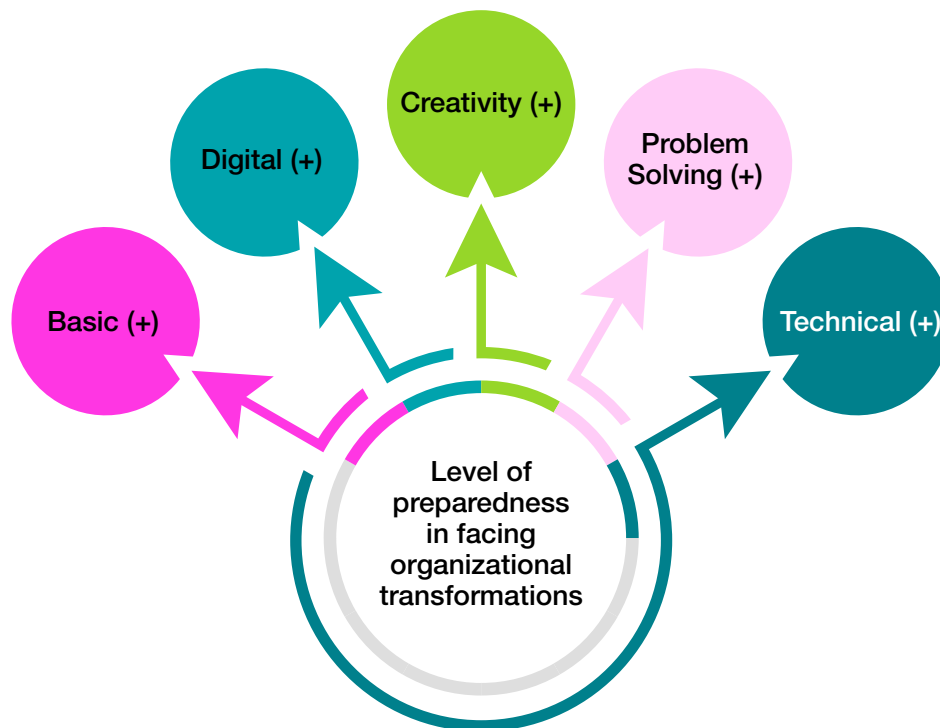 Creativity (+)
Digital (+)
Problem
Solving (+)
Basic (+)
Technical (+)
Level of
preparedness
in facing
organizational
transformations